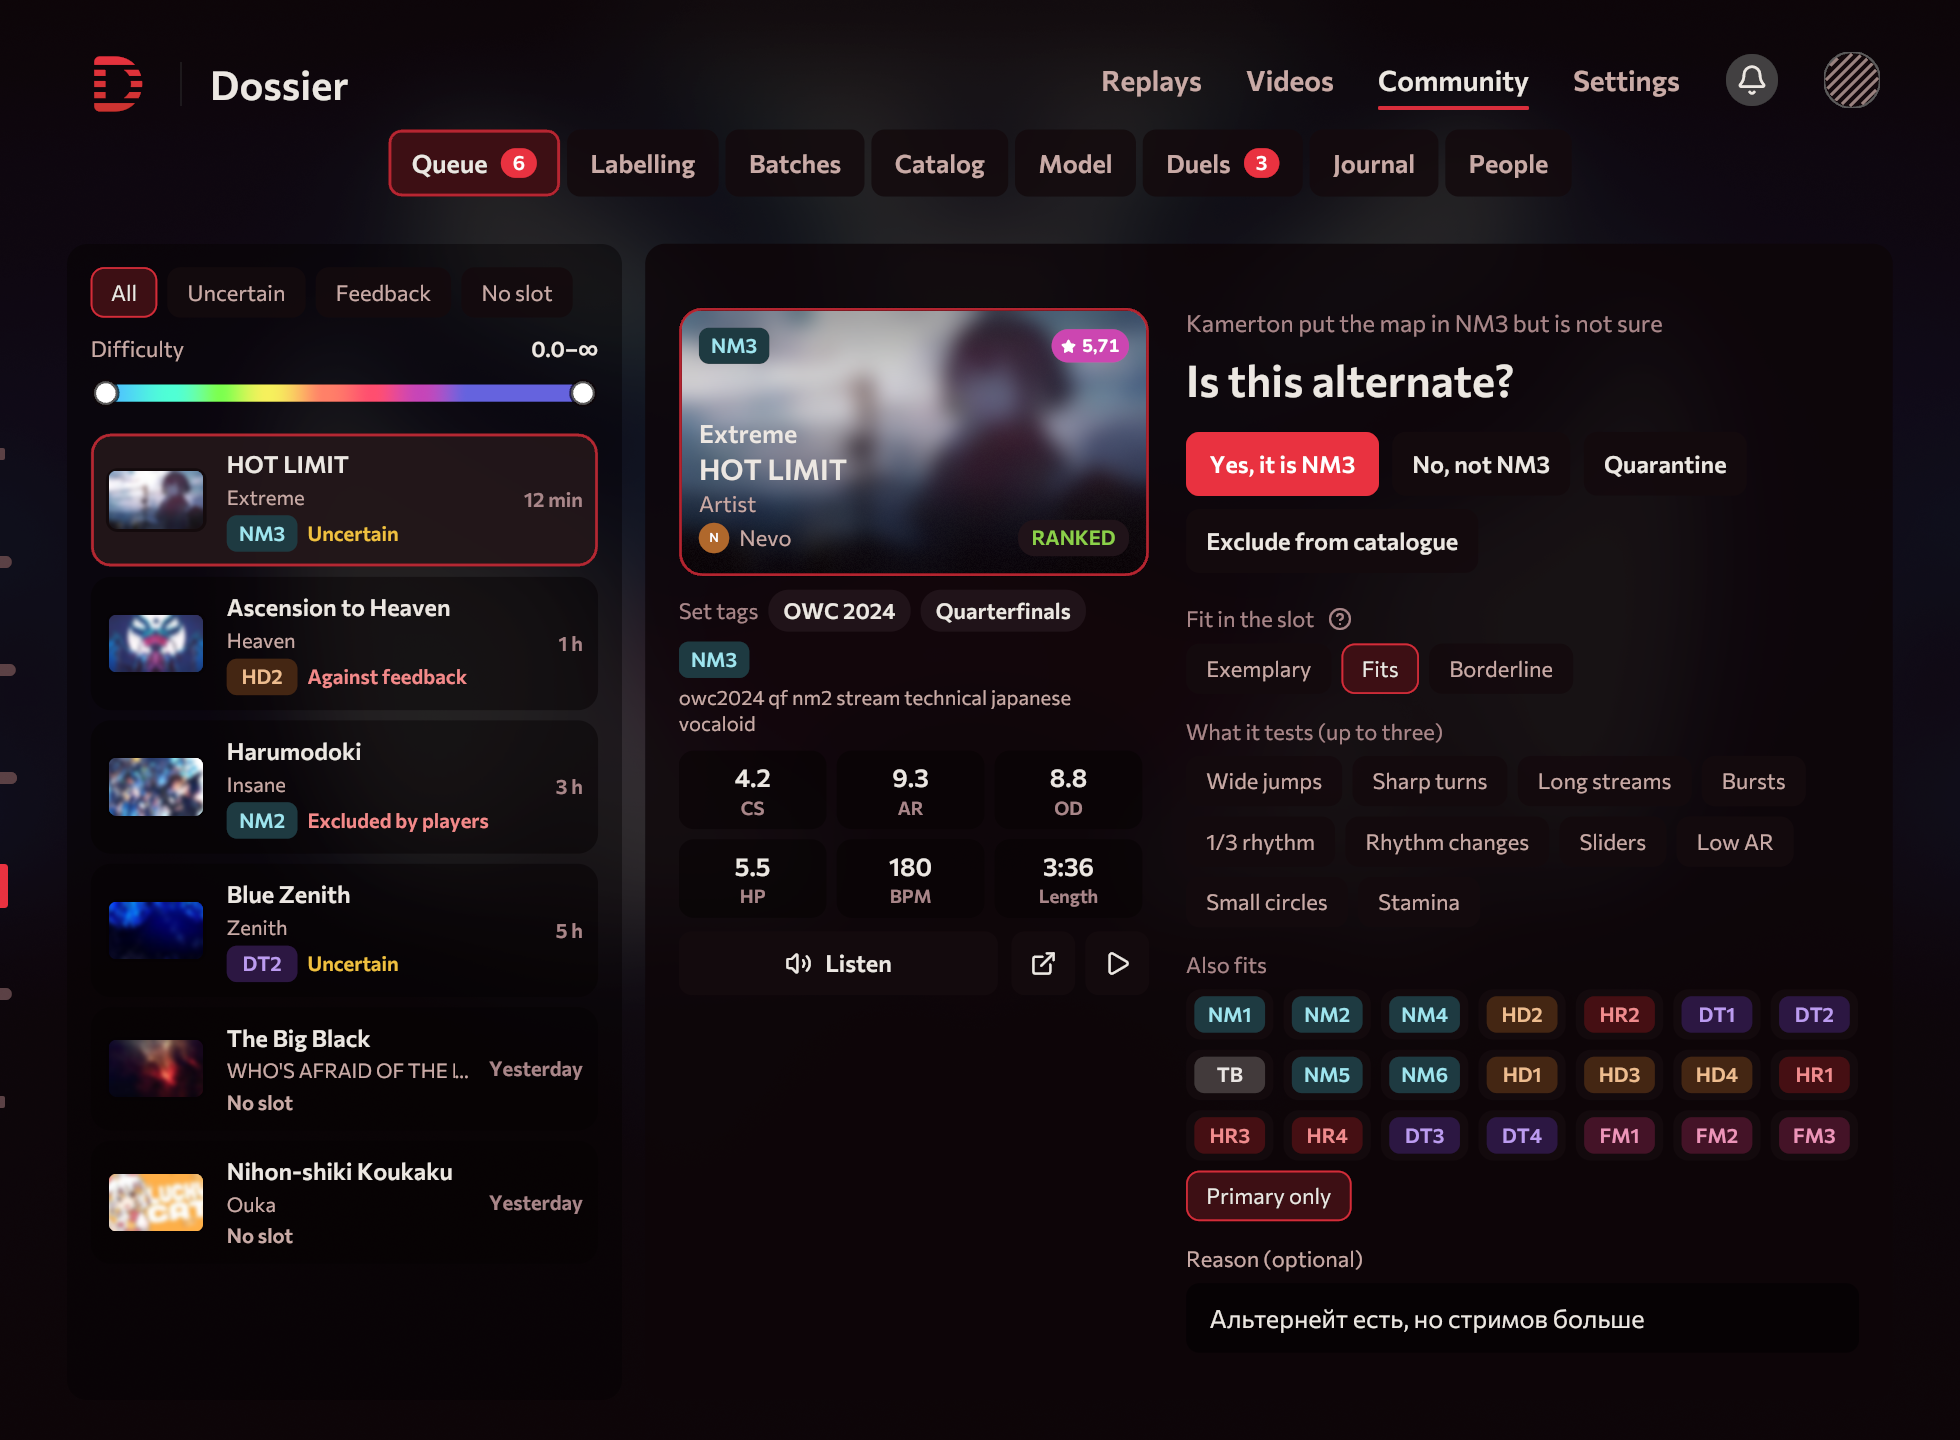 Dossier
Replays Videos Community Settings
Queue 6 Labelling Batches Catalog Model Duels 3 Journal People
All Uncertain Feedback No slot
Difficulty 0.0–∞
HOT LIMIT
Extreme
12 min
NM3 Uncertain
Ascension to Heaven
Heaven
1 h
HD2 Against feedback
Harumodoki
Insane
3 h
NM2 Excluded by players
Blue Zenith
Zenith
5 h
DT2 Uncertain
The Big Black
WHO'S AFRAID OF THE L...
Yesterday
No slot
Nihon-shiki Koukaku
Ouka
Yesterday
No slot
NM3 5,71
Extreme
HOT LIMIT
Artist
N Nevo RANKED
Set tags OWC 2024 Quarterfinals
NM3
owc2024 qf nm2 stream technical japanese
vocaloid
4.2 9.3 8.8
CS AR OD
5.5 180 3:36
HP BPM Length
Listen
Kamerton put the map in NM3 but is not sure
Is this alternate?
Yes, it is NM3 No, not NM3 Quarantine
Exclude from catalogue
Fit in the slot ?
Exemplary Fits Borderline
What it tests (up to three)
Wide jumps Sharp turns Long streams Bursts
1/3 rhythm Rhythm changes Sliders Low AR
Small circles Stamina
Also fits
NM1 NM2 NM4 HD2 HR2 DT1 DT2
TB NM5 NM6 HD1 HD3 HD4 HR1
HR3 HR4 DT3 DT4 FM1 FM2 FM3
Primary only
Reason (optional)
Альтернейт есть, но стримов больше